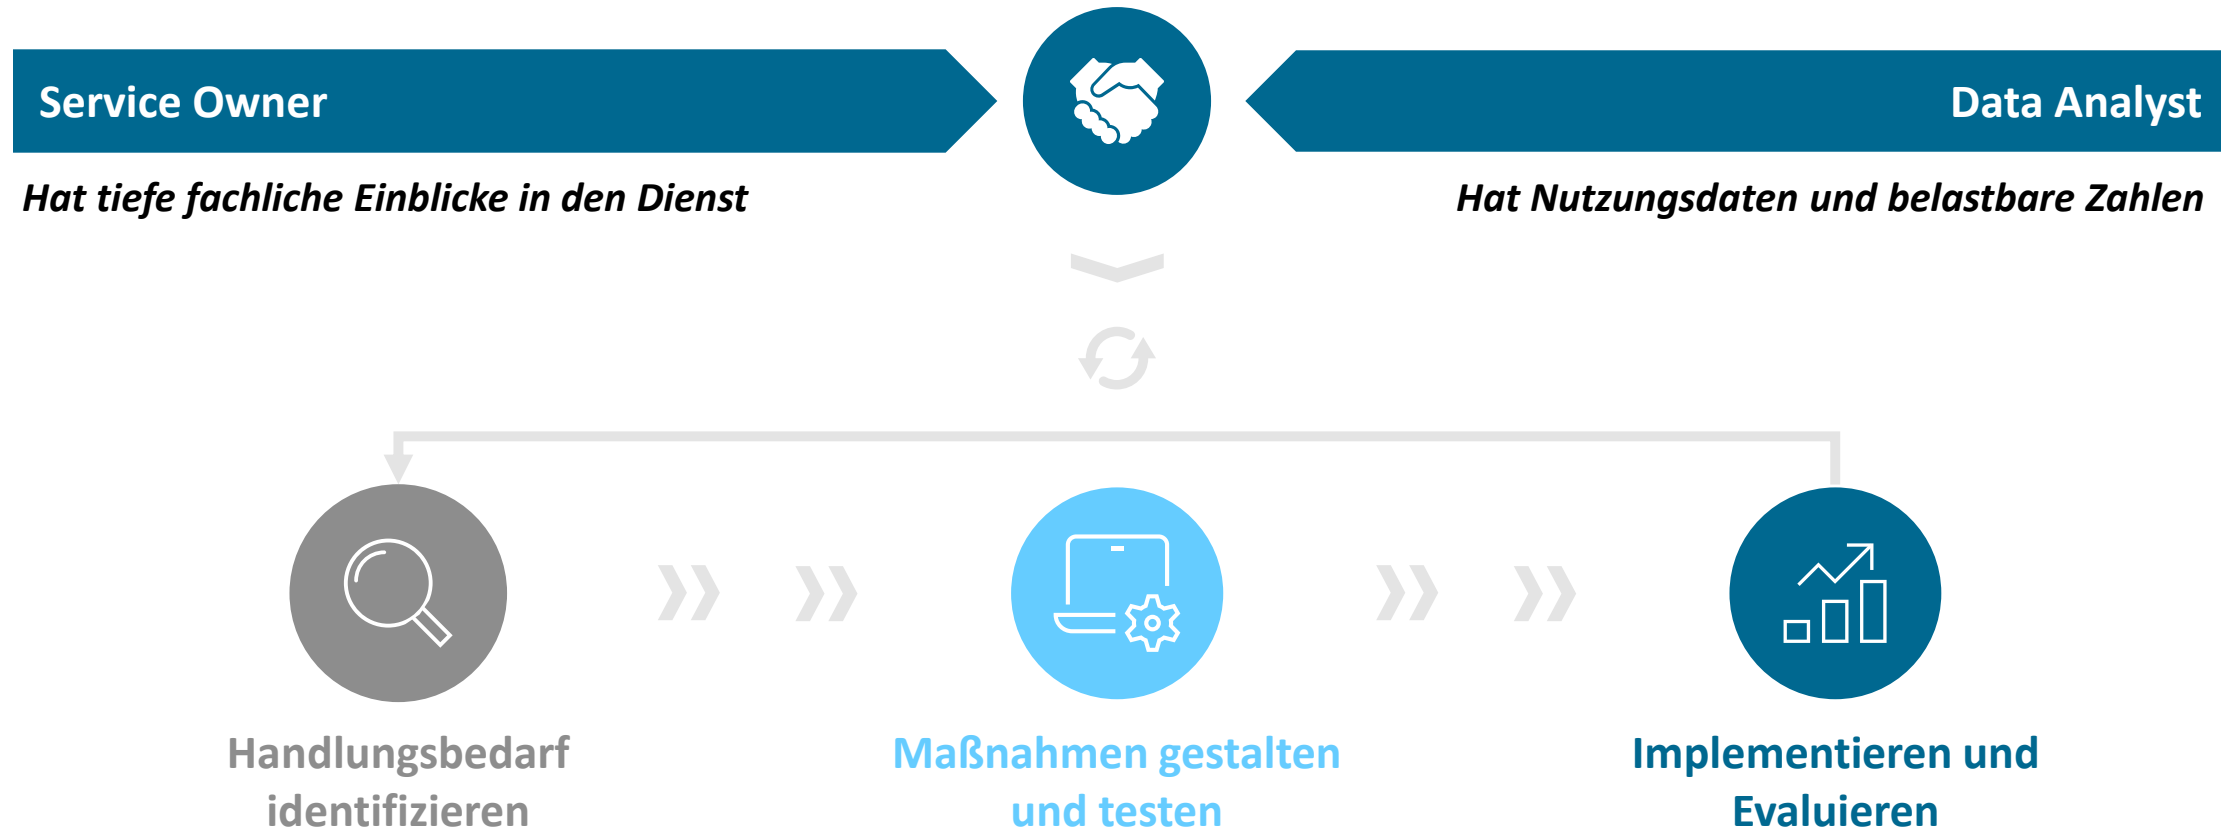 Service Owner
Data Analyst
Hat tiefe fachliche Einblicke in den Dienst
Hat Nutzungsdaten und belastbare Zahlen
Handlungsbedarf
identifizieren
Maßnahmen gestalten
und testen
Implementieren und
Evaluieren